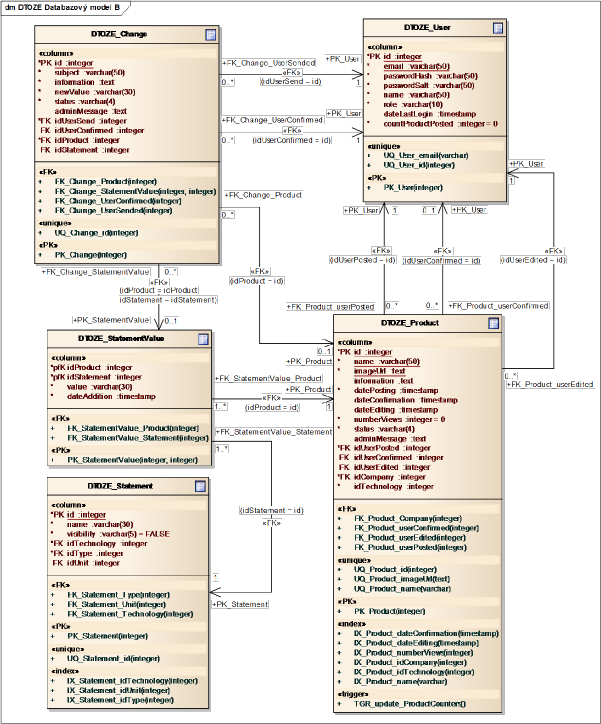 dm DTOZE Databazový model B
DTOZE_Change
«column»
*PK id :integer
* subject :varchar(50)
* information :text
* newValue :varchar(30)
* status :varchar(4)
adminMessage :text
*FK idUserSend :integer
FK idUserConfirmed :integer
*FK idProduct :integer
FK idStatement :integer
«FK»
+ FK_Change_Product(integer)
+ FK_Change_StatementValue(integer, integer)
+ FK_Change_UserConfirmed(integer)
+ FK_Change_UserSended(integer)
«unique»
+ UQ_Change_id(integer)
«PK»
+ PK_Change(integer)
+FK_Change_UserSended
+PK_User
«FK»
0..*
(idUserSend = id)
1
+FK_Change_UserConfirmed
+PK_User
«FK»
0..*
(idUserConfirmed = id)
1
DTOZE_User
«column»
*PK id :integer
* email :varchar(50)
* passwordHash :varchar(50)
* passwordSalt :varchar(50)
* name :varchar(50)
* role :varchar(10)
* dateLastLogin :timestamp
* countProductPosted :integer = 0
«unique»
+ UQ_User_email(varchar)
+ UQ_User_id(integer)
«PK»
+ PK_User(integer)
+PK_User
1
+FK_Change_Product
0..*
«FK»
(idProduct = id)
0..1
+PK_Product
+PK_User
1
0..1
+PK_User
«FK»
(idUserPosted = id)
«FK»
(idUserConfirmed = id)
«FK»
(idUserEdited = id)
+FK_Product_userPosted
0..*
0..*
+FK_Product_userConfirmed
0..*
+FK_Product_userEdited
+FK_Change_StatementValue
0..*
«FK»
(idProduct = idProduct
idStatement = idStatement)
+PK_StatementValue
0..1
DTOZE_StatementValue
«column»
*pfK idProduct :integer
*pfK idStatement :integer
* value :varchar(30)
* dateAddition :timestamp
«FK»
+ FK_StatementValue_Product(integer)
+ FK_StatementValue_Statement(integer)
«PK»
+ PK_StatementValue(integer, integer)
+FK_StatementValue_Product
+PK_Product
«FK»
1..*
(idProduct = id)
1
+FK_StatementValue_Statement
1..*
(idStatement = id)
«FK»
1
+PK_Statement
DTOZE_Statement
«column»
*PK id :integer
* name :varchar(30)
* visibility :varchar(5) = FALSE
*FK idTechnology :integer
*FK idType :integer
FK idUnit :integer
«FK»
+ FK_Statement_Type(integer)
+ FK_Statement_Unit(integer)
+ FK_Statement_Technology(integer)
«PK»
+ PK_Statement(integer)
«unique»
+ UQ_Statement_id(integer)
«index»
+ IX_Statement_idTechnology(integer)
+ IX_Statement_idUnit(integer)
+ IX_Statement_idType(integer)
DTOZE_Product
«column»
*PK id :integer
* name :varchar(50)
* imageUrl :text
information :text
* datePosting :timestamp
dateConfirmation :timestamp
dateEditing :timestamp
* numberViews :integer = 0
* status :varchar(4)
adminMessage :text
*FK idUserPosted :integer
FK idUserConfirmed :integer
FK idUserEdited :integer
*FK idCompany :integer
* idTechnology :integer
«FK»
+ FK_Product_Company(integer)
+ FK_Product_userConfirmed(integer)
+ FK_Product_userEdited(integer)
+ FK_Product_userPosted(integer)
«unique»
+ UQ_Product_id(integer)
+ UQ_Product_imageUrl(text)
+ UQ_Product_name(varchar)
«PK»
+ PK_Product(integer)
«index»
+ IX_Product_dateConfirmation(timestamp)
+ IX_Product_dateEditing(timestamp)
+ IX_Product_numberViews(integer)
+ IX_Product_idCompany(integer)
+ IX_Product_idTechnology(integer)
+ IX_Product_name(varchar)
«trigger»
+ TGR_update_ProductCounters()